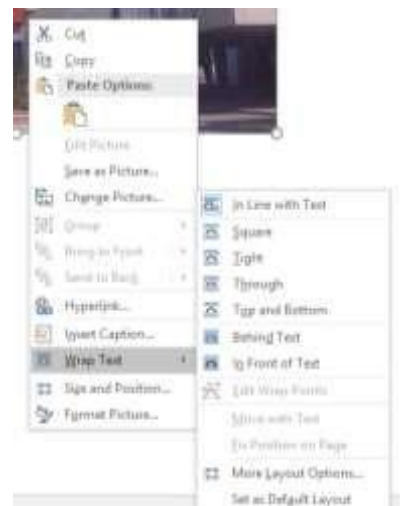 Cut
Copy
Paste Options:
Edit Picture
Save as Picture...
Change Picture...
Group
Bring to Front
Send to Back
Hyperlink...
Insert Caption...
Wrap Text
Size and Position...
Format Picture...
In Line with Text
Square
Tight
Through
Top and Bottom
Behind Text
In Front of Text
Edit Wrap Points
Move with Text
Fix Position on Page
More Layout Options...
Set as Default Layout